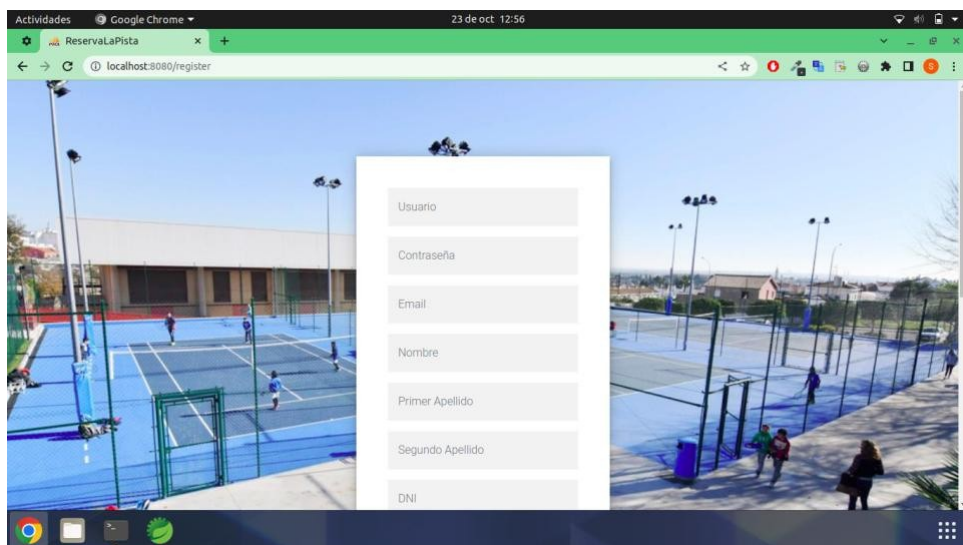 Actividades Google Chrome 23 de oct 12:56
ReservaLaPista
localhost:8080/register
Usuario
Contraseña
Email
Nombre
Primer Apellido
Segundo Apellido
DNI